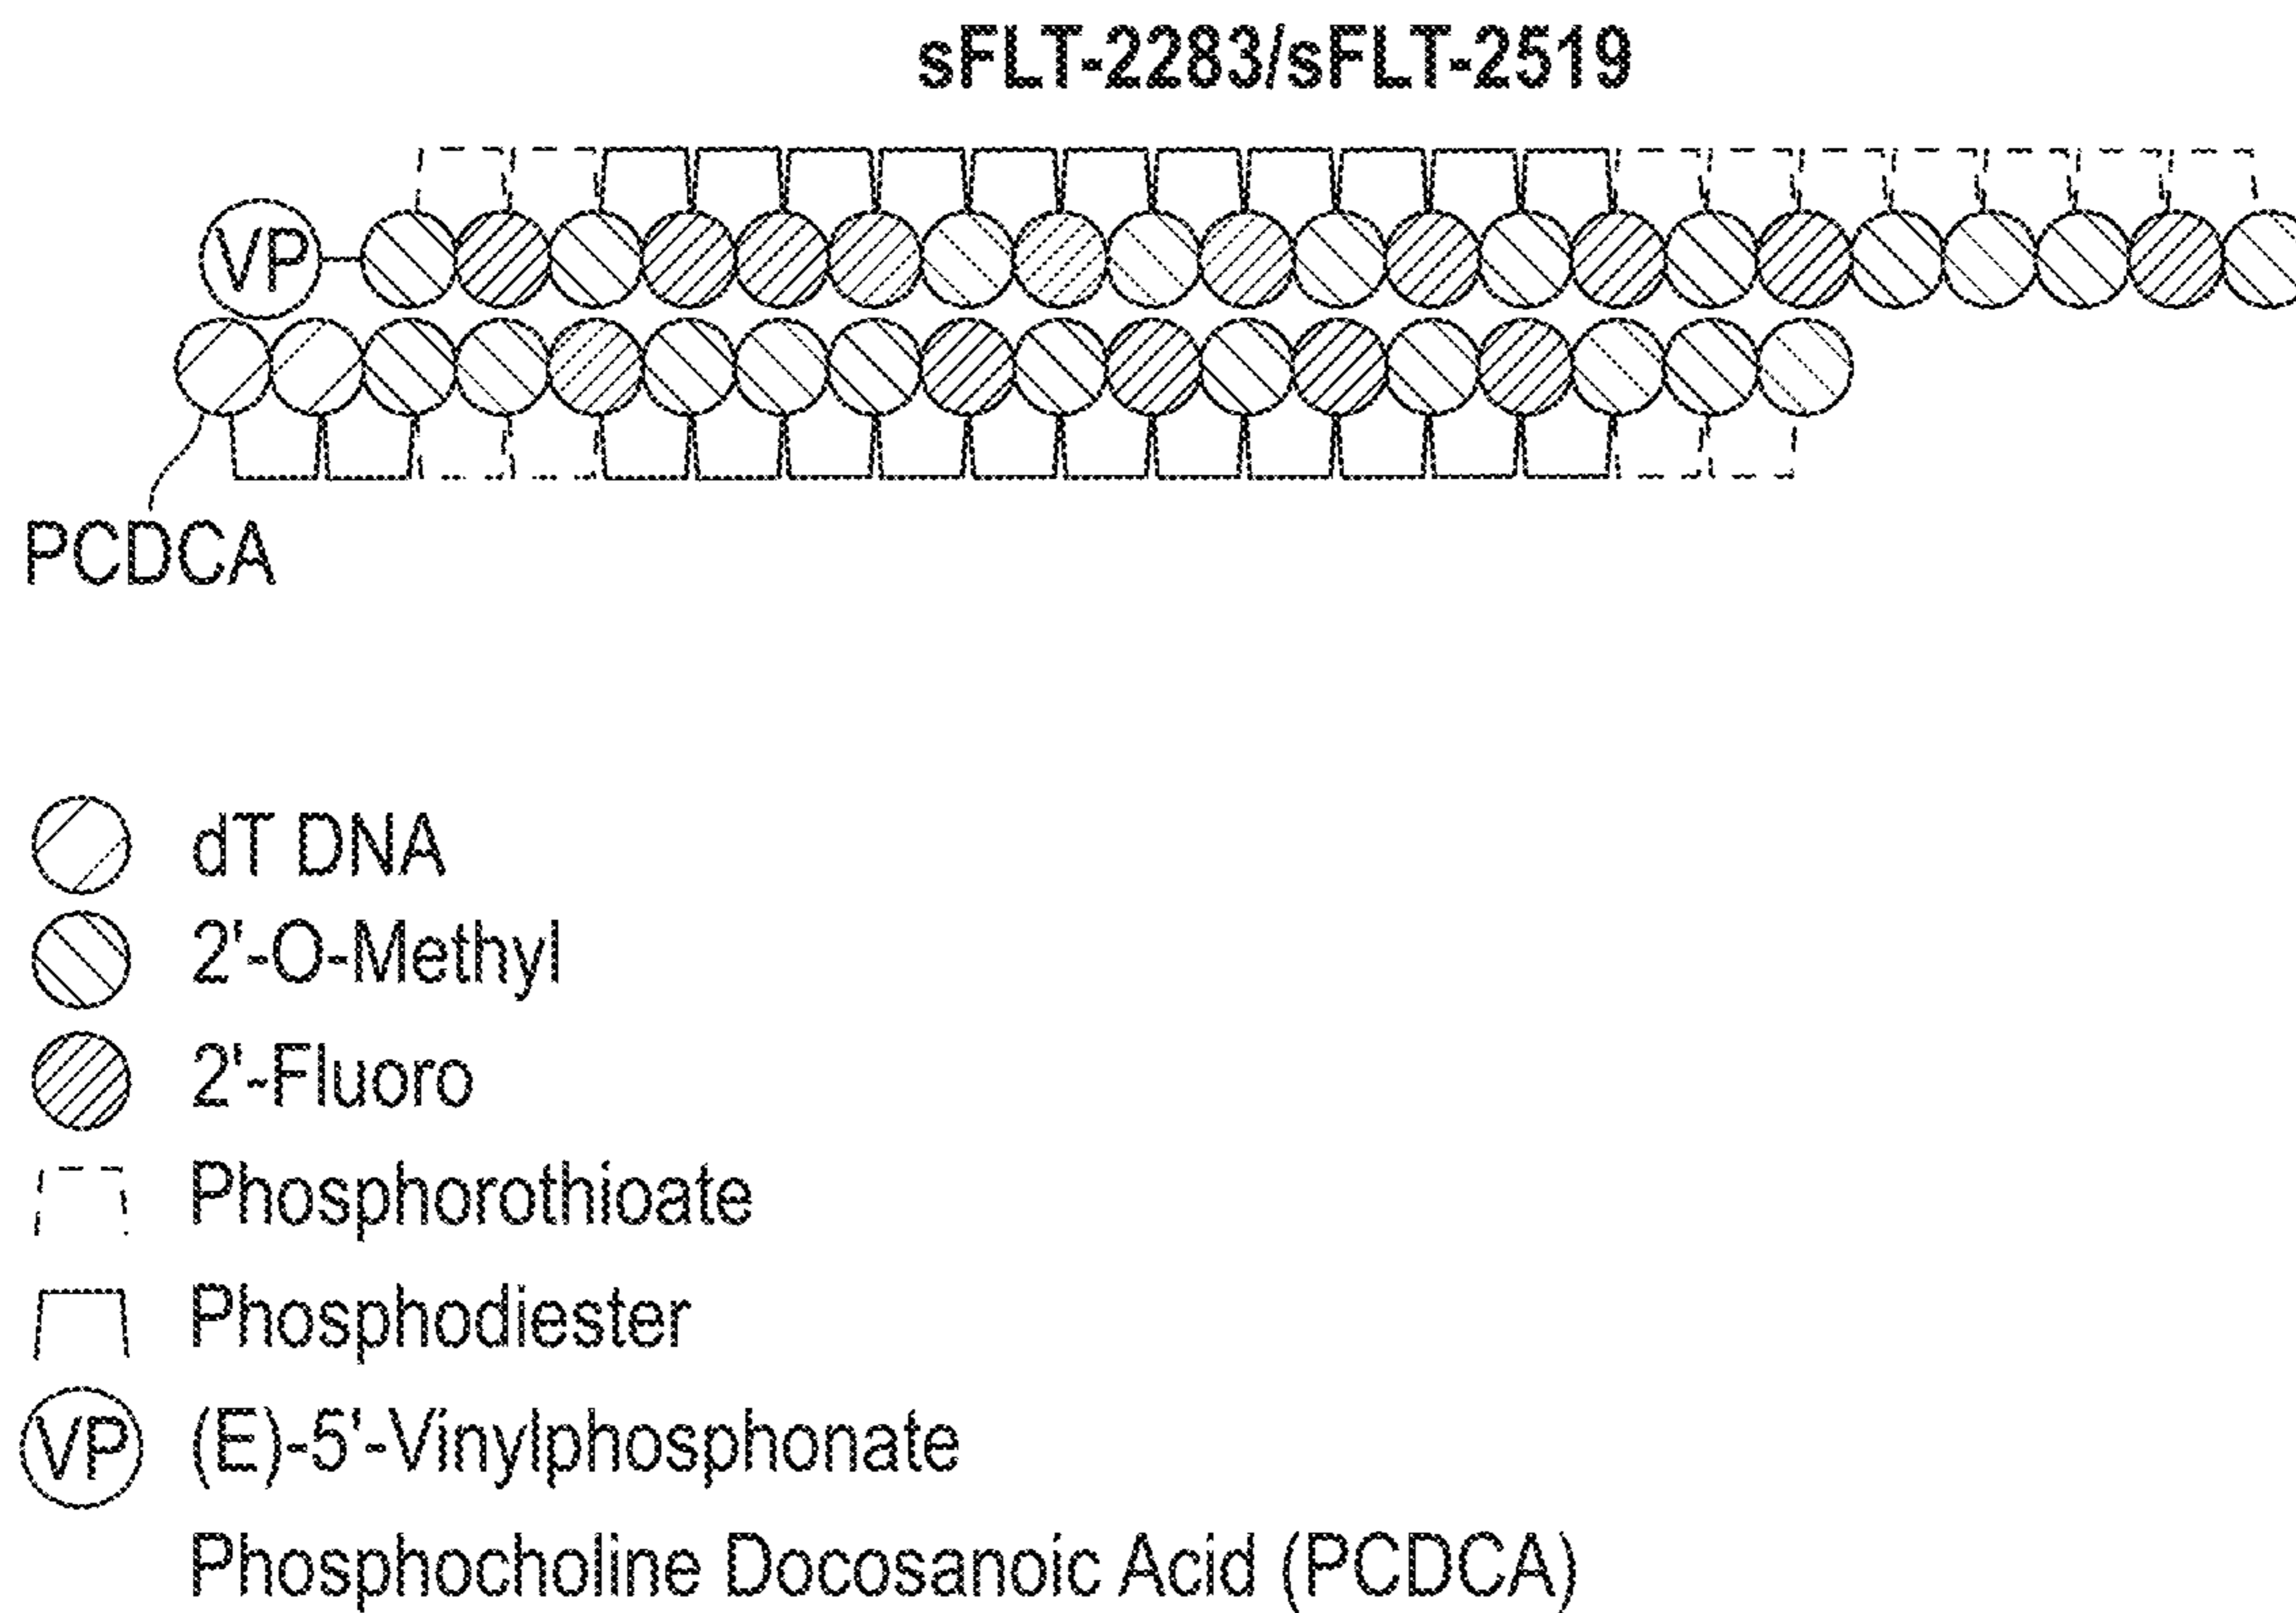 sFLT-2283/sFLT-2519
VP
PCDCA
dT DNA
2'-O-Methyl
2'-Fluoro
Phosphorothioate
Phosphodiester
VP (E)-5'-Vinylphosphonate
Phosphocholine Docosanoic Acid (PCDCA)